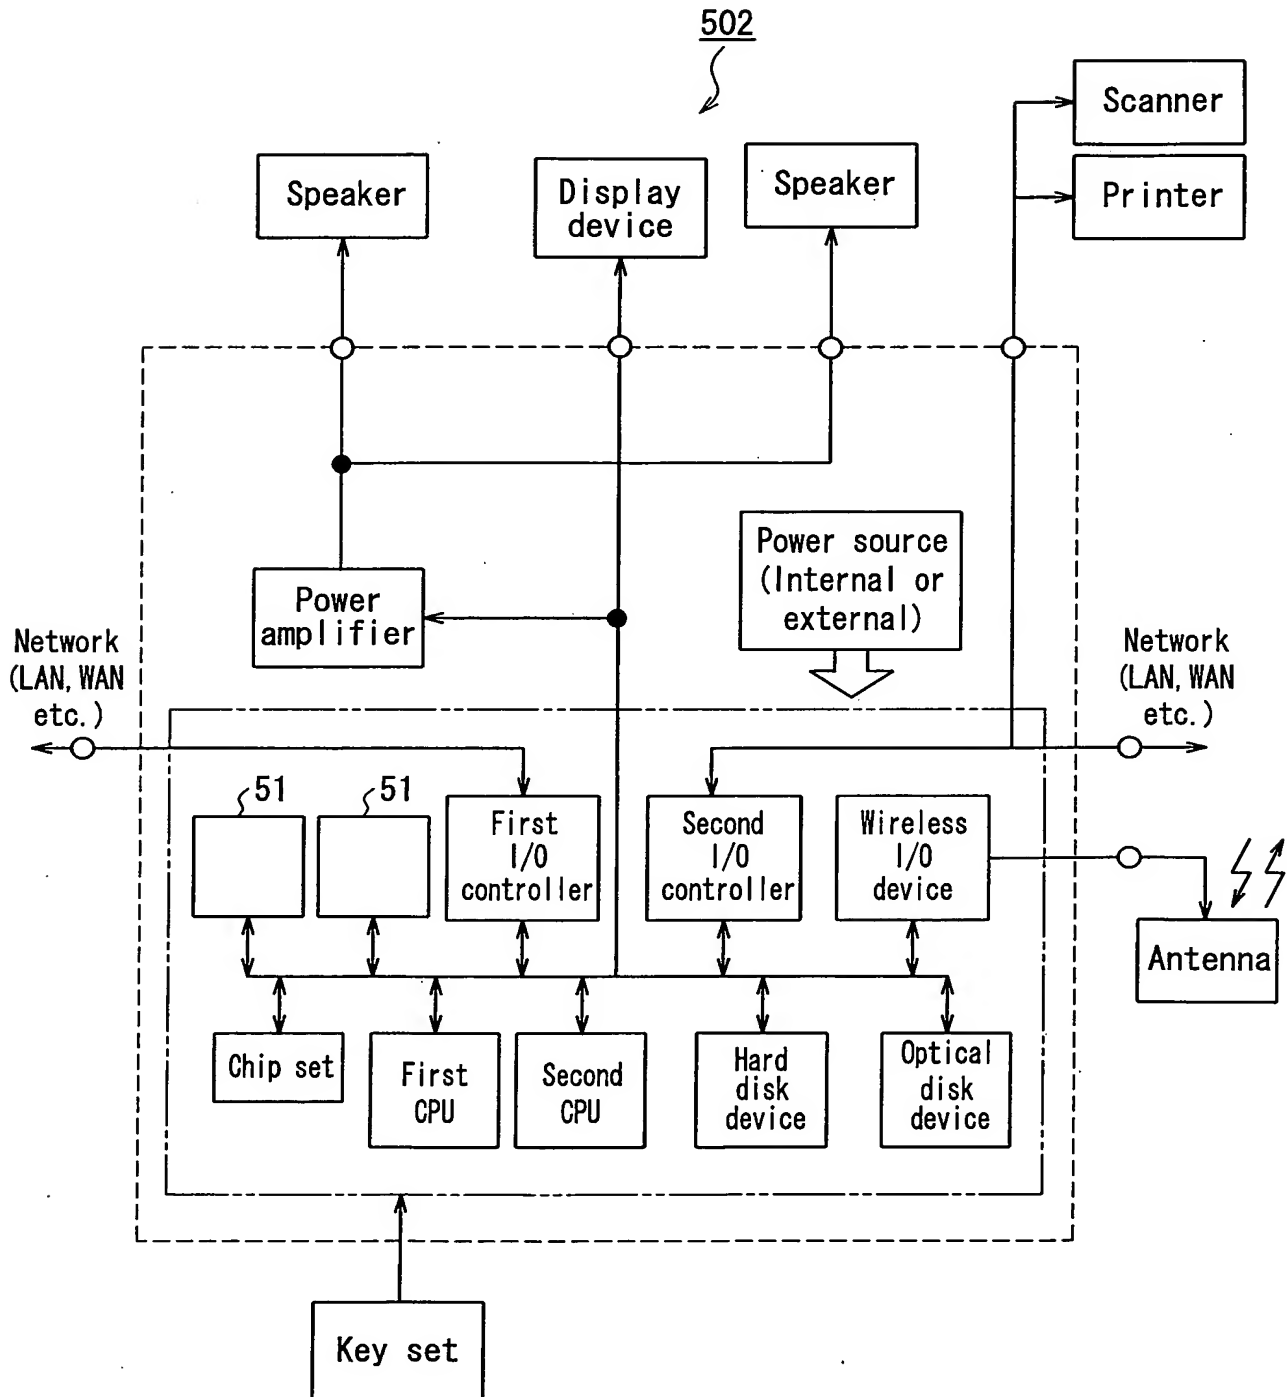 502
Scanner
Printer
Speaker
Display
device
Speaker
Power source
(Internal or
external)
Power
amplifier
Network
(LAN, WAN
etc.)
Network
(LAN, WAN
etc.)
51
51
First
I/O
controller
Second
I/O
controller
Wireless
I/O
device
Antenna
Chip set
First
CPU
Second
CPU
Hard
disk
device
Optical
disk
device
Key set